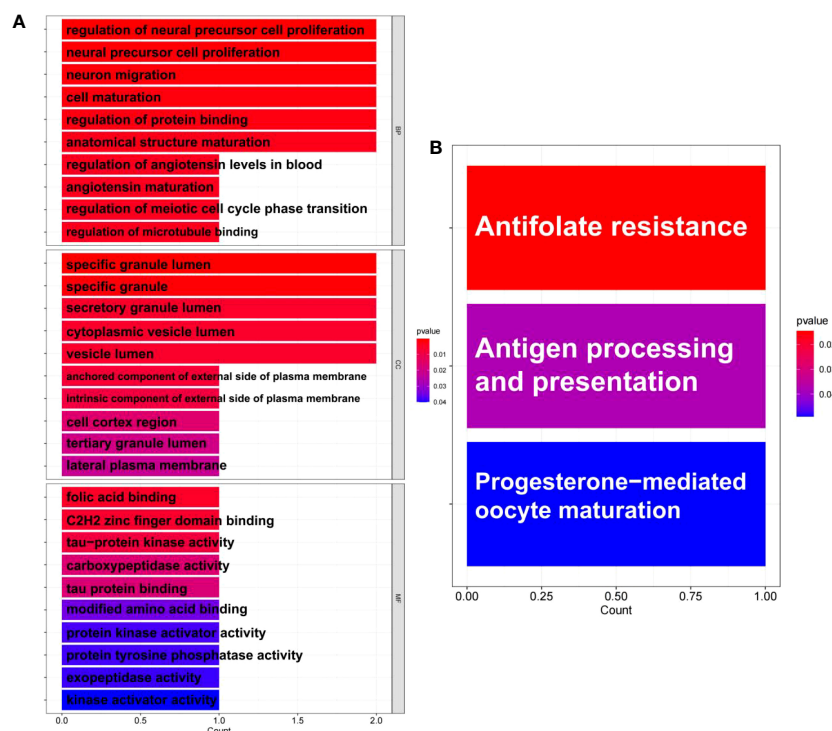 A
regulation of neural precursor cell proliferation
neural precursor cell proliferation
neuron migration
cell maturation
regulation of protein binding
anatomical structure maturation
regulation of angiotensin levels in blood
angiotensin maturation
regulation of meiotic cell cycle phase transition
regulation of microtubule binding
BP
specific granule lumen
specific granule
secretory granule lumen
cytoplasmic vesicle lumen
vesicle lumen
anchored component of external side of plasma membrane
intrinsic component of external side of plasma membrane
cell cortex region
tertiary granule lumen
lateral plasma membrane
CC
folic acid binding
C2H2 zinc finger domain binding
tau−protein kinase activity
carboxypeptidase activity
tau protein binding
modified amino acid binding
protein kinase activator activity
protein tyrosine phosphatase activity
exopeptidase activity
kinase activator activity
MF
0.0 0.5 1.0 1.5 2.0
Count
pvalue
0.01
0.02
0.03
0.04
B
Antifolate resistance
Antigen processing
and presentation
Progesterone−mediated
oocyte maturation
0.00 0.25 0.50 0.75 1.00
Count
pvalue
0.0
0.0
0.0